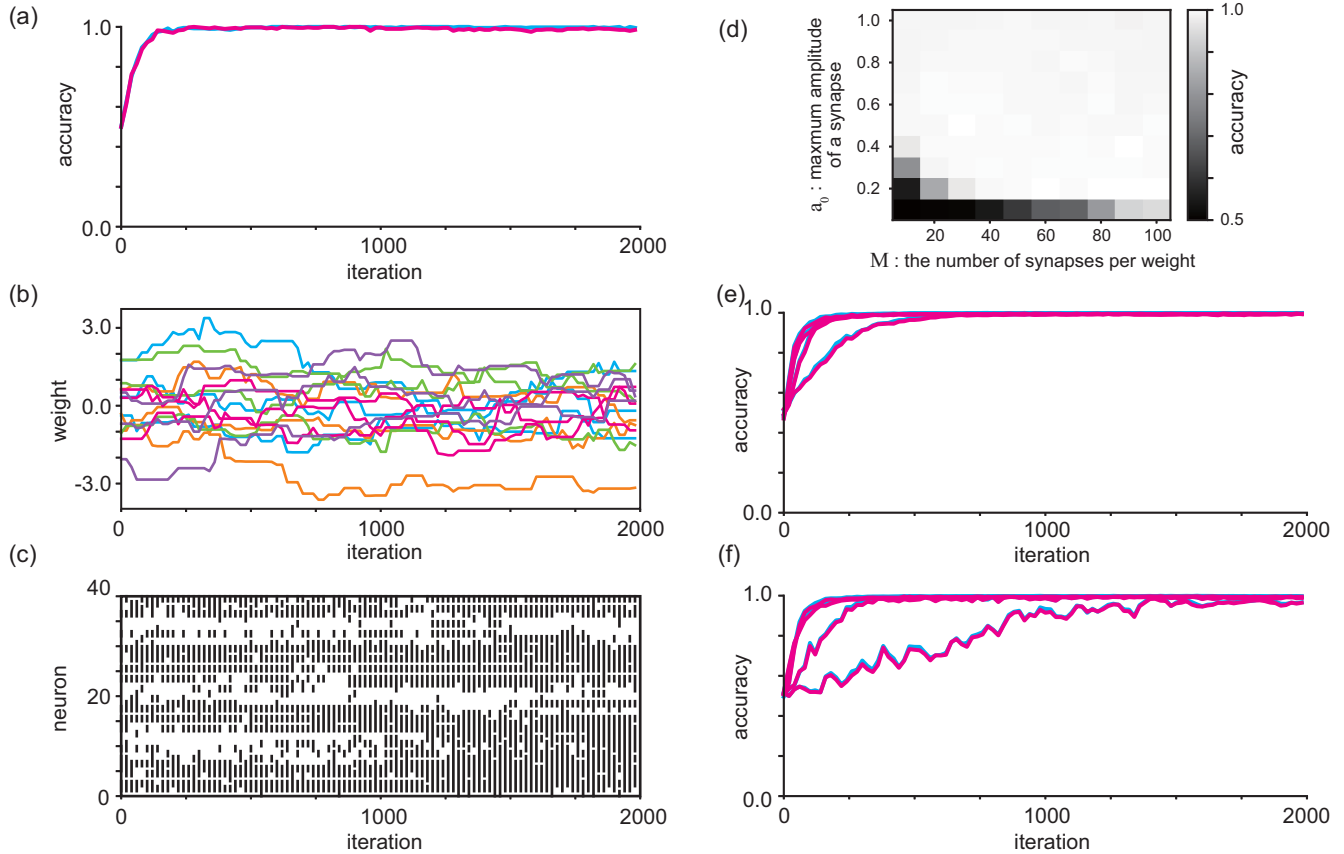 (a)
1.0
accuracy
0.0
0
1000
2000
iteration
(b)
3.0
0.0
-3.0
weight
0
1000
2000
iteration
(c)
40
20
0
neuron
0
1000
2000
iteration
(d)
1.0
0.8
0.6
0.4
0.2
a0 : maxmum amplitude
of a synapse
20
40
60
80
100
M : the number of synapses per weight
1.0
0.5
accuracy
(e)
1.0
accuracy
0.0
0
1000
2000
iteration
(f)
1.0
accuracy
0.0
0
1000
2000
iteration